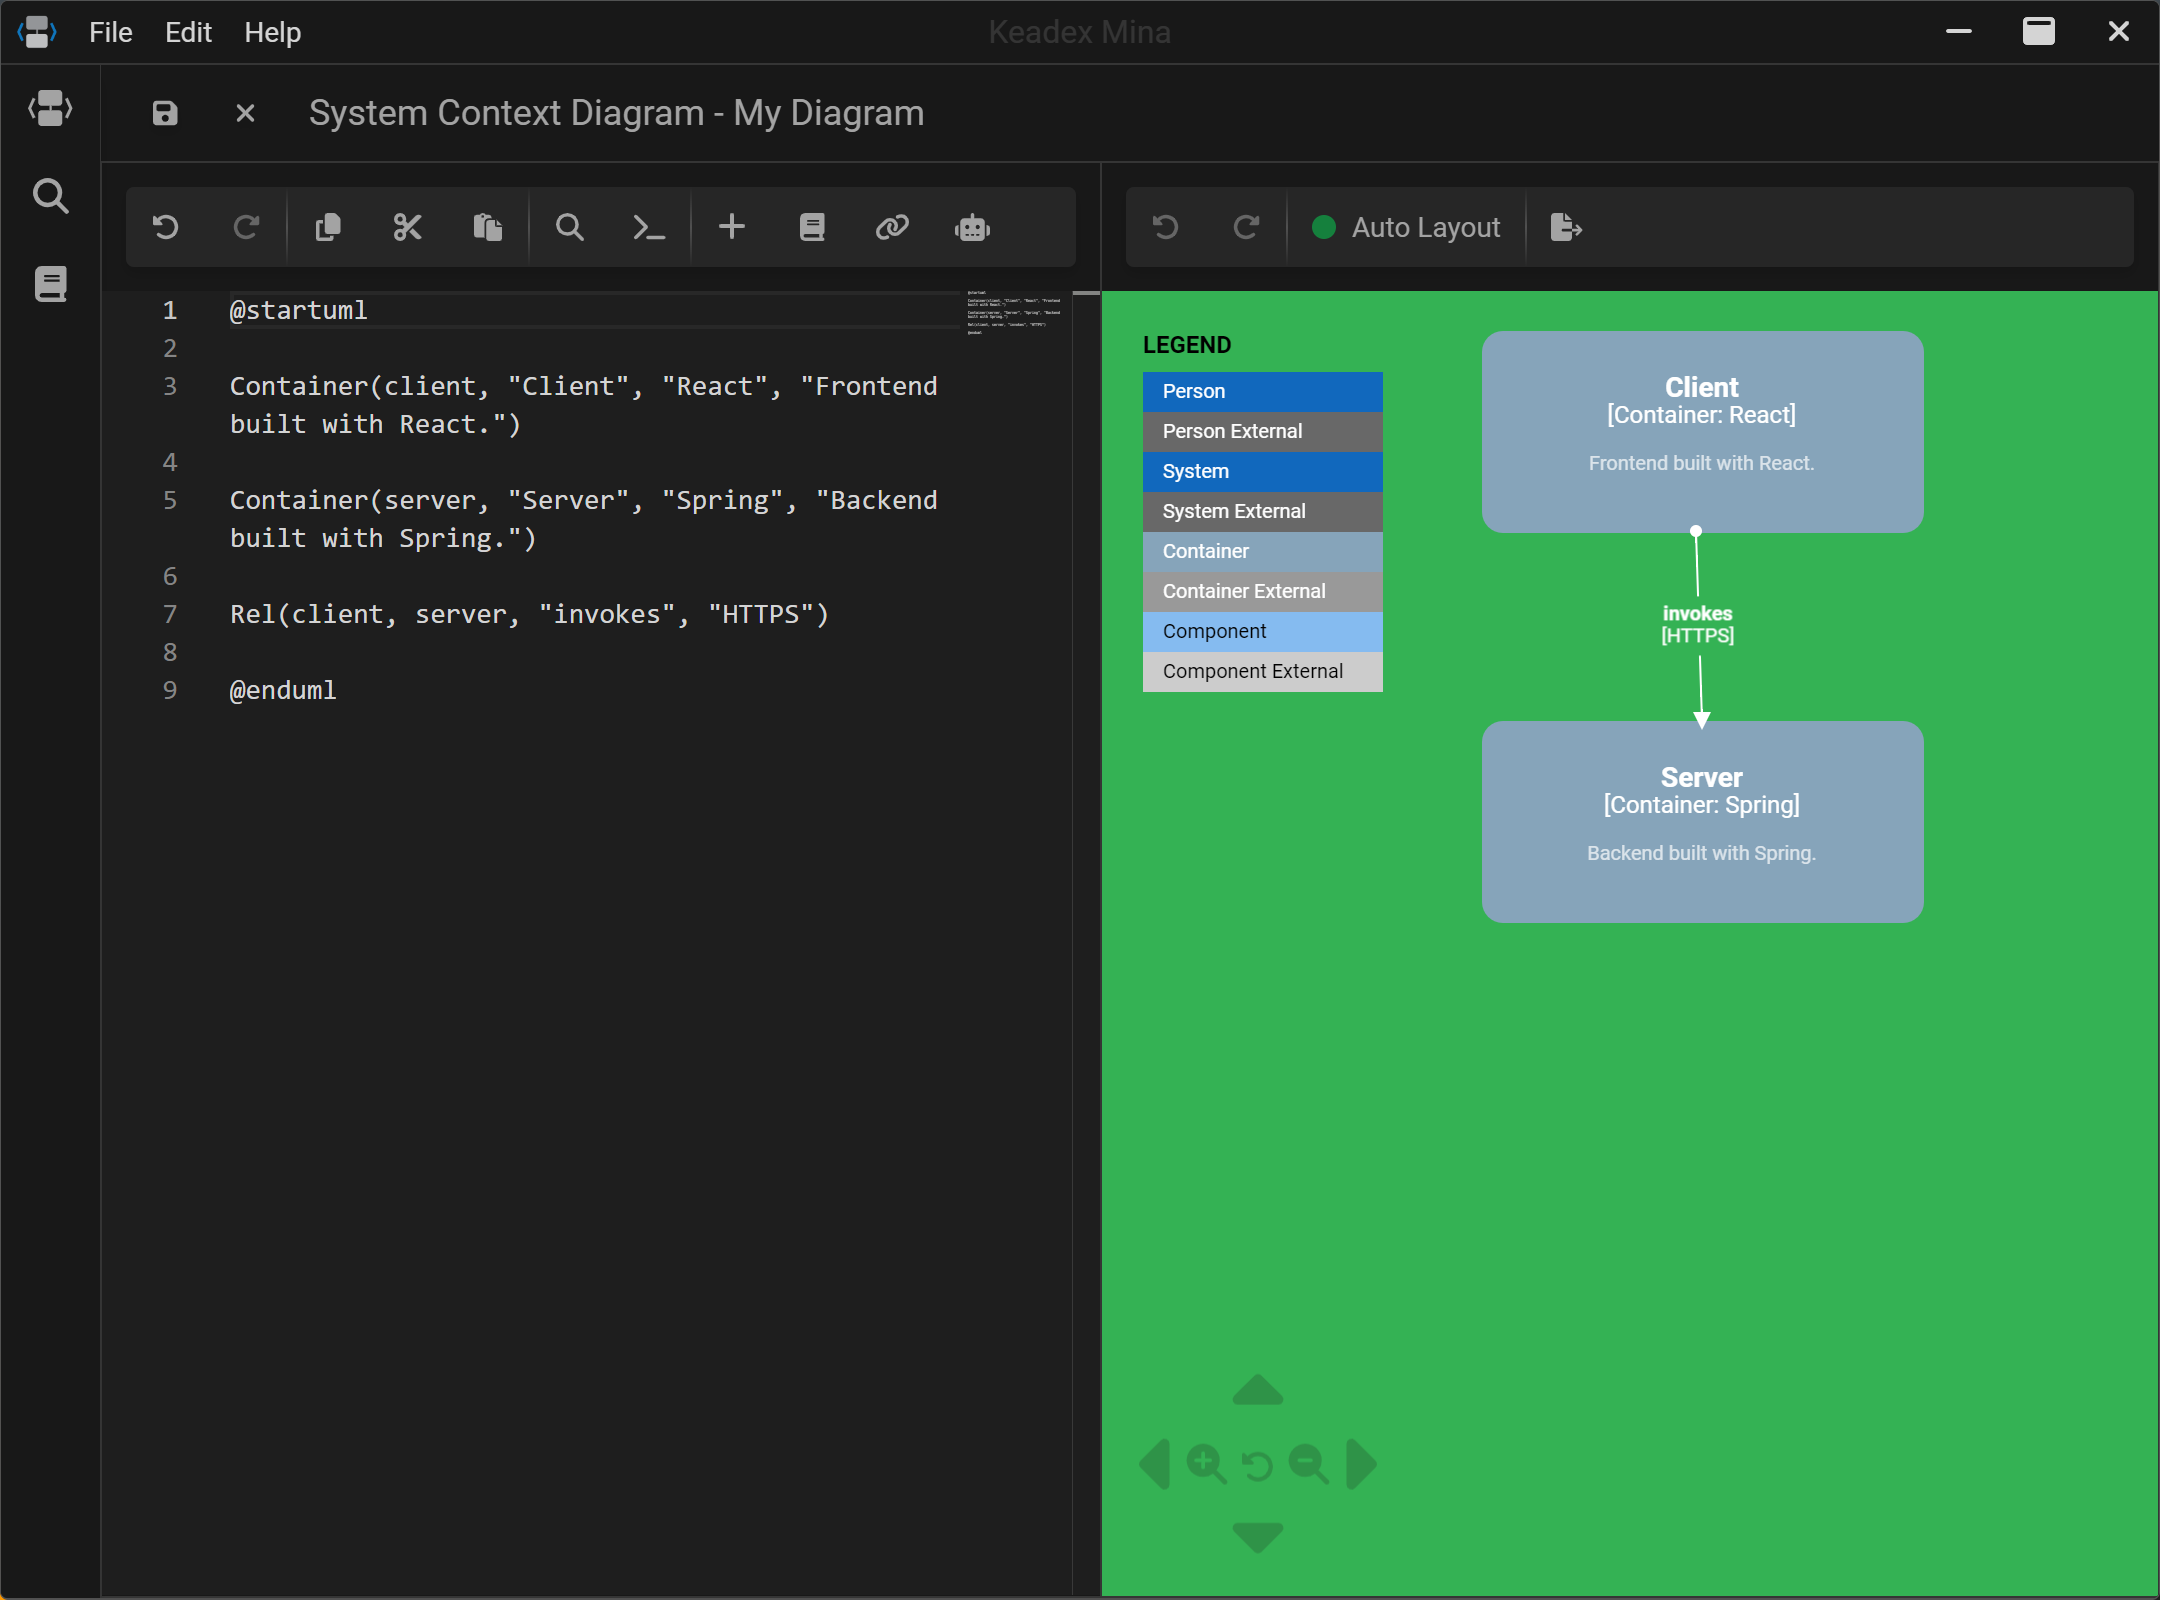 File Edit Help
Keadex Mina
System Context Diagram - My Diagram
Auto Layout
1 @startuml
2
3 Container(client, "Client", "React", "Frontend
built with React.")
4
5 Container(server, "Server", "Spring", "Backend
built with Spring.")
6
7 Rel(client, server, "invokes", "HTTPS")
8
9 @enduml
LEGEND
Person
Person External
System
System External
Container
Container External
Component
Component External
Client
[Container: React]
Frontend built with React.
invokes
[HTTPS]
Server
[Container: Spring]
Backend built with Spring.